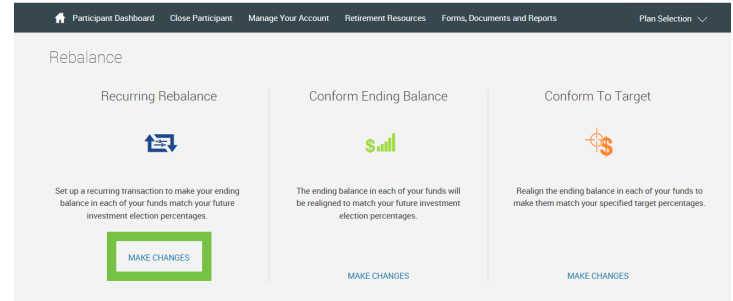 Participant Dashboard Close Participant Manage Your Account Retirement Resources Forms, Documents and Reports Plan Selection
Rebalance
Recurring Rebalance
Set up a recurring transaction to make your ending
balance in each of your funds match your future
investment election percentages.
MAKE CHANGES
Conform Ending Balance
$
The ending balance in each of your funds will
be realigned to match your future investment
election percentages.
MAKE CHANGES
Conform To Target
$
Realign the ending balance in each of your funds to
make them match your specified target percentages.
MAKE CHANGES